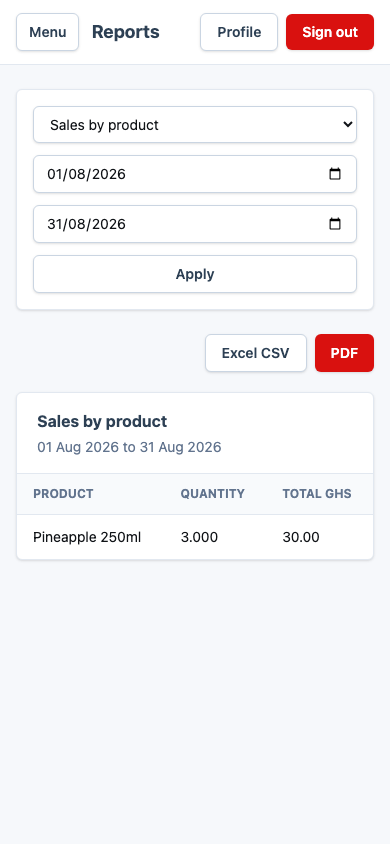 Menu Reports Profile Sign out
Sales by product
01/08/2026
31/08/2026
Apply
Excel CSV PDF
Sales by product
01 Aug 2026 to 31 Aug 2026
PRODUCT QUANTITY TOTAL GHS
Pineapple 250ml 3.000 30.00